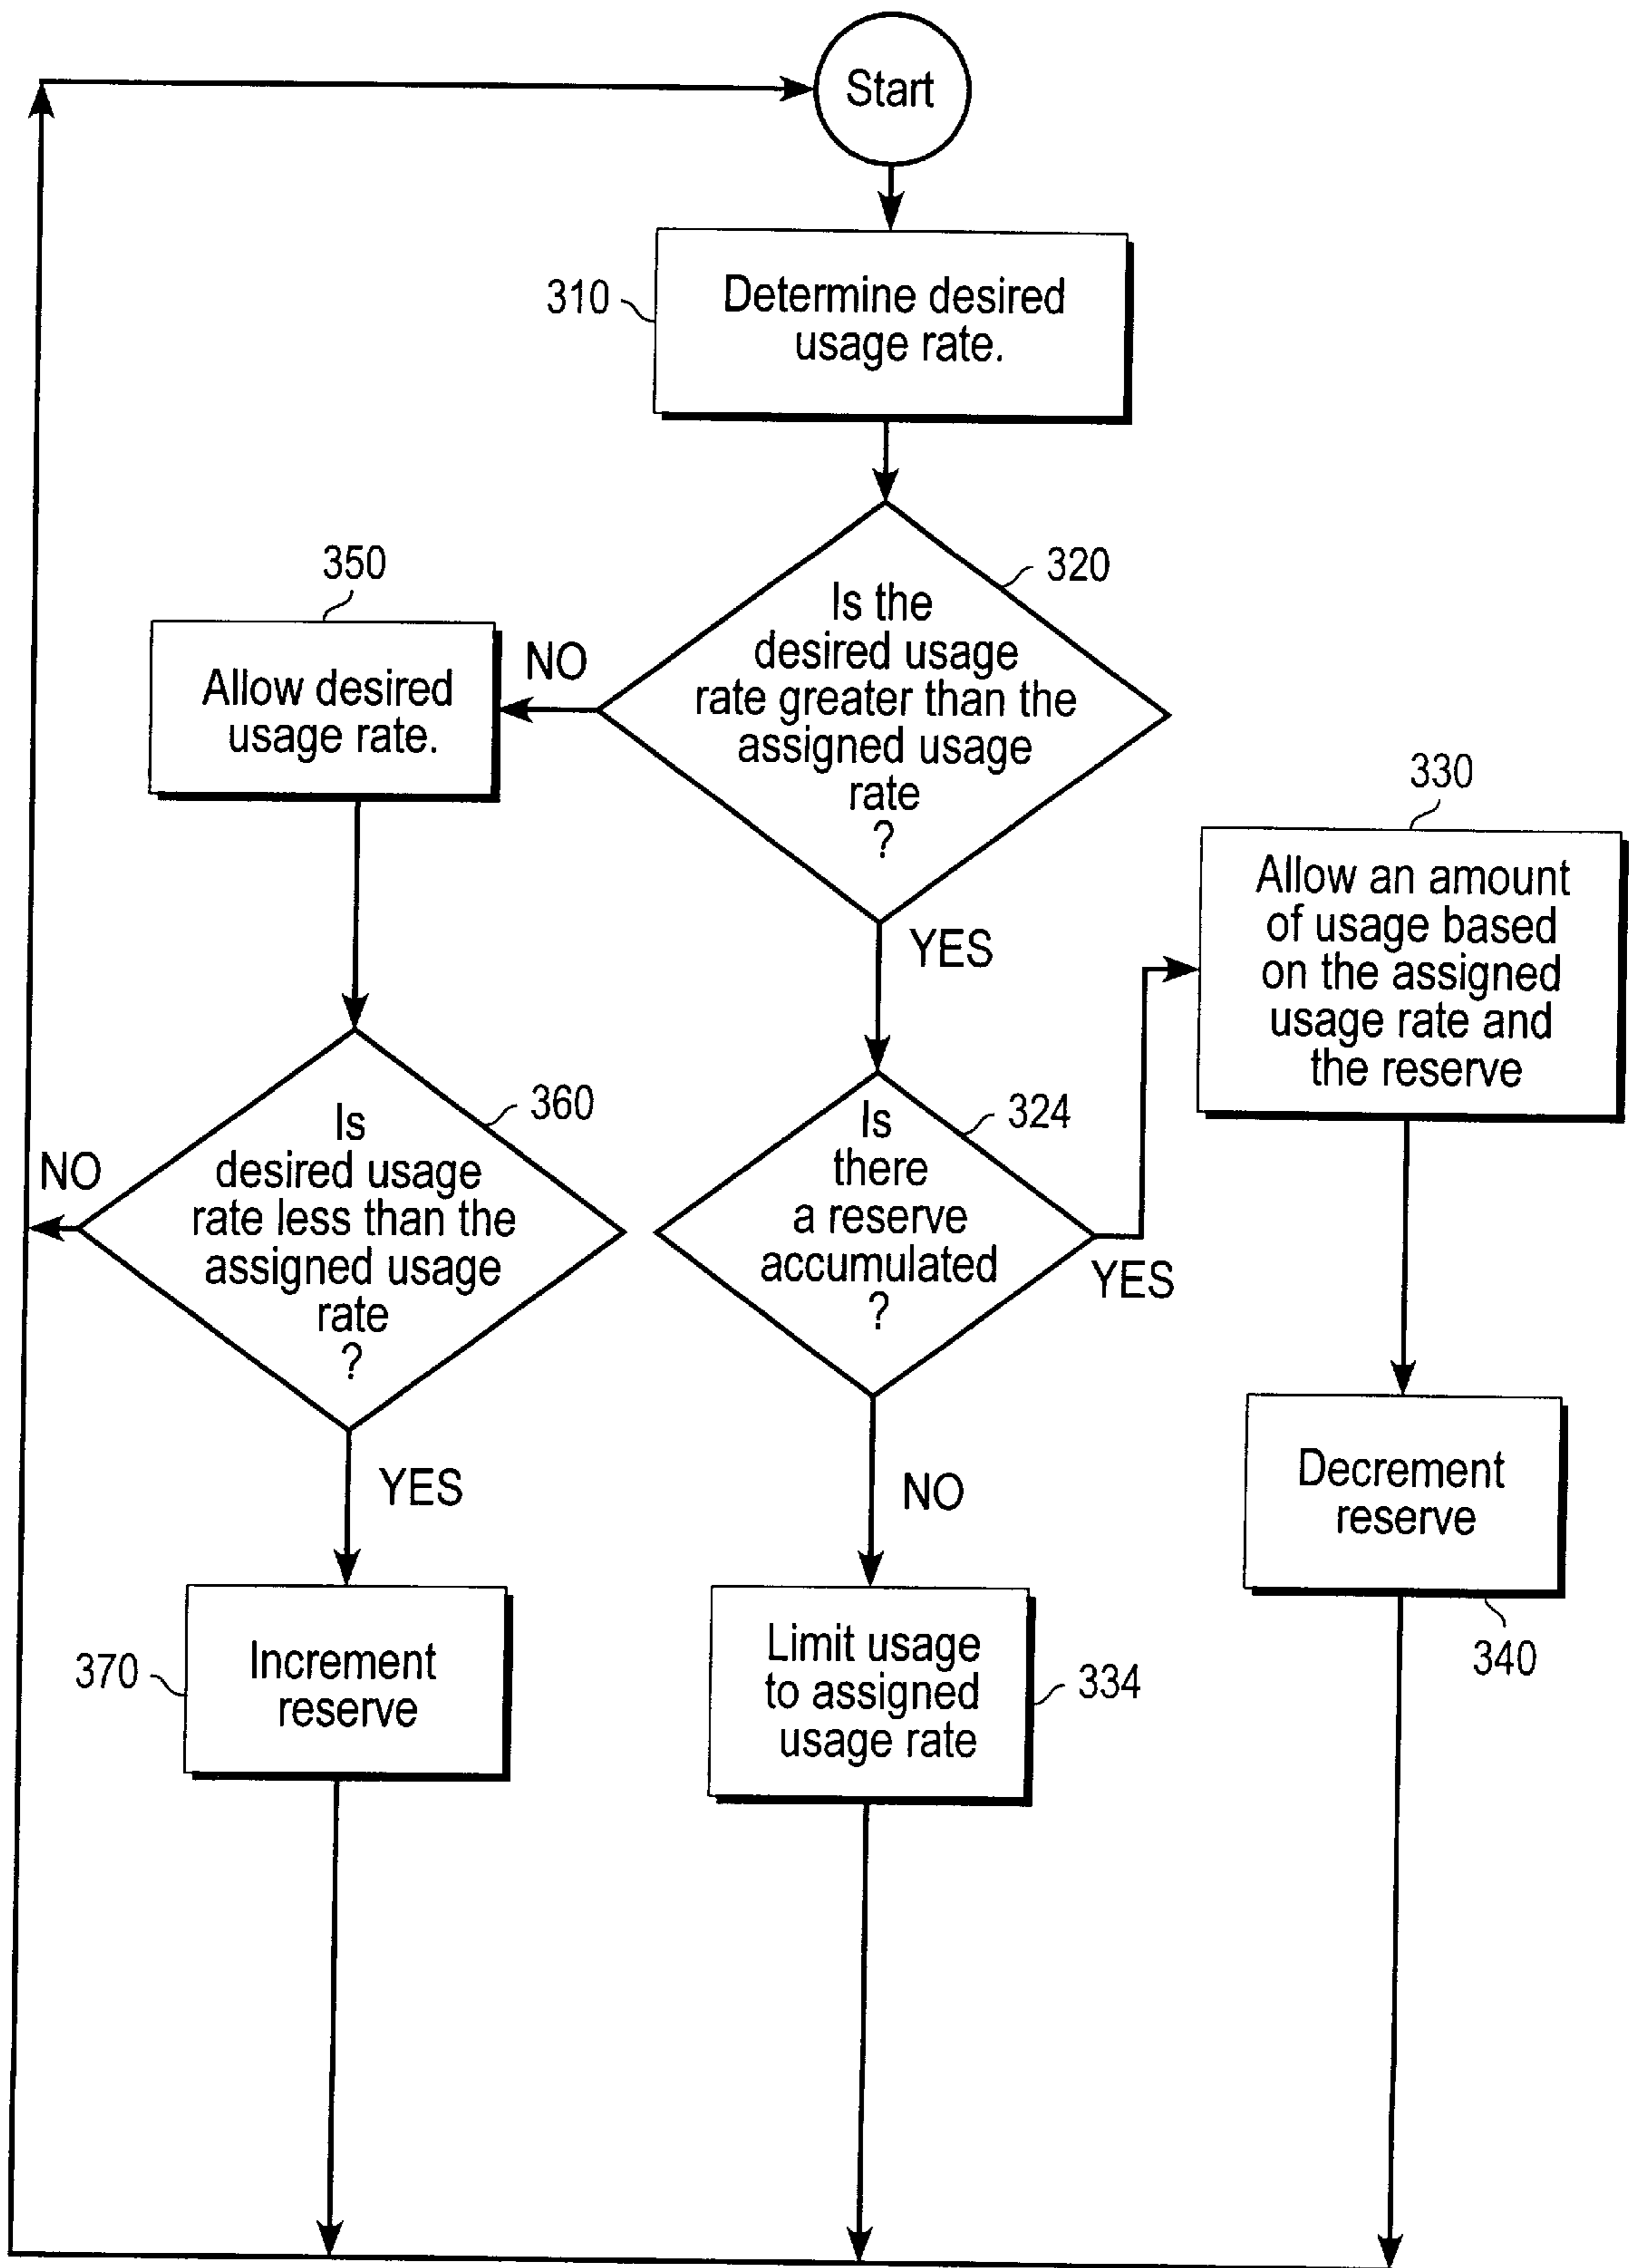 Start
310
Determine desired
usage rate.
320
Is the
desired usage
rate greater than the
assigned usage
rate
?
NO
YES
350
Allow desired
usage rate.
330
Allow an amount
of usage based
on the assigned
usage rate and
the reserve
360
Is
desired usage
rate less than the
assigned usage
rate
?
NO
YES
324
Is
there
a reserve
accumulated
?
YES
NO
Decrement
reserve
340
370
Increment
reserve
Limit usage
to assigned
usage rate
334